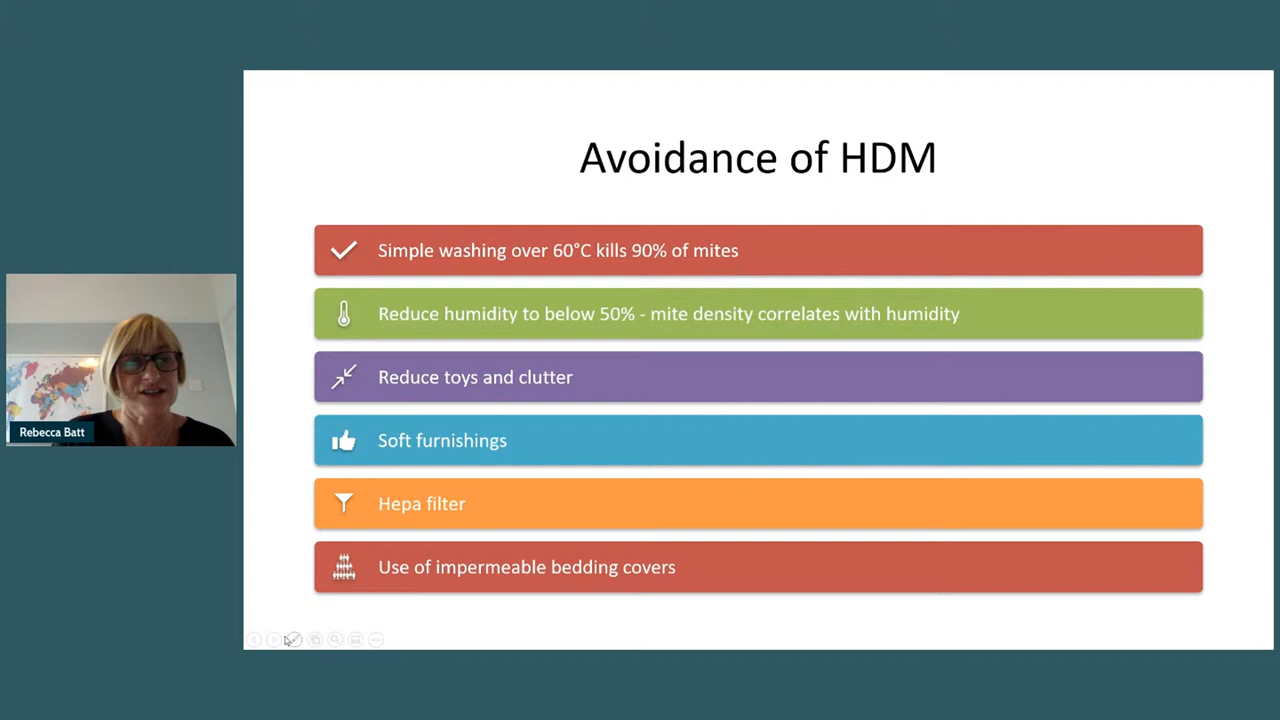 Avoidance of HDM
Simple washing over 60°C kills 90% of mites
Reduce humidity to below 50% - mite density correlates with humidity
Reduce toys and clutter
Soft furnishings
Hepa filter
Use of impermeable bedding covers
Rebecca Batt